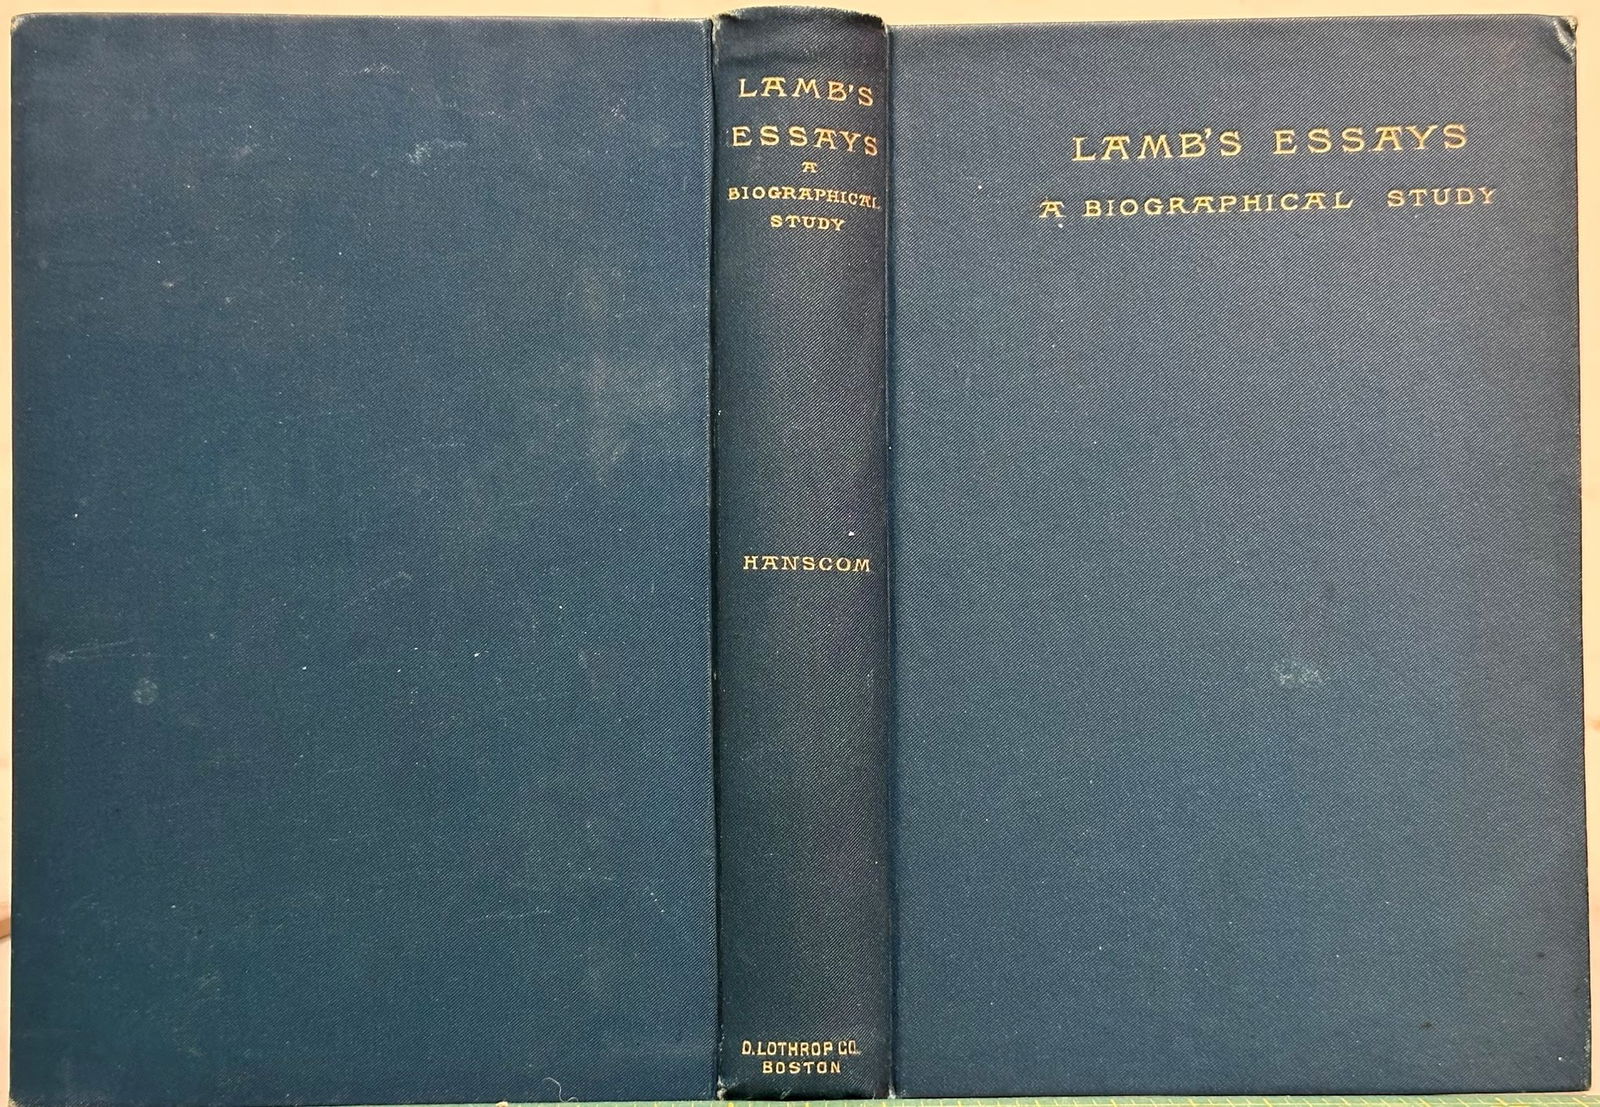 LAMB'S
ESSAYS
A
BIOGRAPHICAL
STUDY
HANSCOM
D. LOTHROP CO.
BOSTON
LAMB'S ESSAYS
A BIOGRAPHICAL STUDY